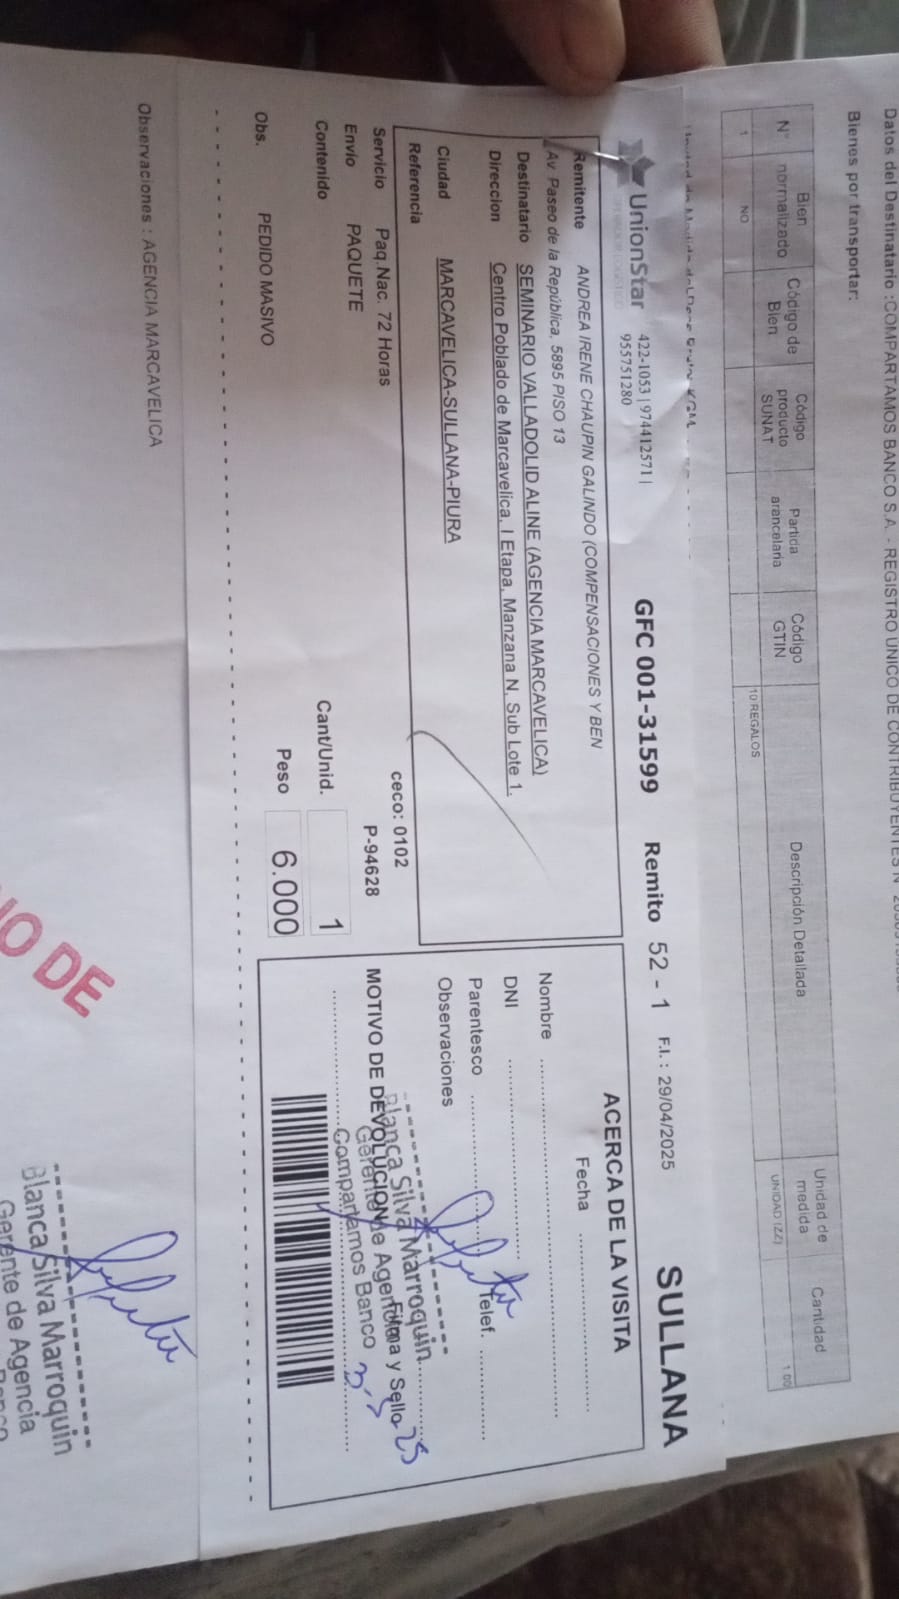 Datos del Destinatario :COMPARTAMOS BANCO S.A. - REGISTRO UNICO DE CONTRIBUYENTES N°
Bienes por transportar:
N° Bien normalizado Código de Bien Código producto SUNAT Partida arancelaria Código GTIN Descripción Detallada Unidad de medida Cantidad
1 NO 10 REGALOS UNIDAD (ZZ) 1.00
UnionStar 422-1053 | 974412571 | 955751280 GFC 001-31599 Remito 52 - 1 F.I.: 29/04/2025 SULLANA
Remitente ANDREA IRENE CHAUPIN GALINDO (COMPENSACIONES Y BEN
Av Paseo de la República, 5895 PISO 13
Destinatario SEMINARIO VALLADOLID ALINE (AGENCIA MARCAVELICA)
Direccion Centro Poblado de Marcavelica, I Etapa, Manzana N, Sub Lote 1.
Ciudad MARCAVELICA-SULLANA-PIURA
Referencia
Servicio Paq.Nac. 72 Horas ceco: 0102
Envio PAQUETE P-94628
Contenido Cant/Unid. 1
Peso 6.000
Obs. PEDIDO MASIVO
ACERCA DE LA VISITA
Fecha
Nombre
DNI
Parentesco Telef.
Observaciones
Blanca Silva Marroquin
Gerente de Agencia
Compartamos Banco
MOTIVO DE DEVOLUCION Firma y Sello
Observaciones : AGENCIA MARCAVELICA
O DE
Blanca Silva Marroquin
Gerente de Agencia